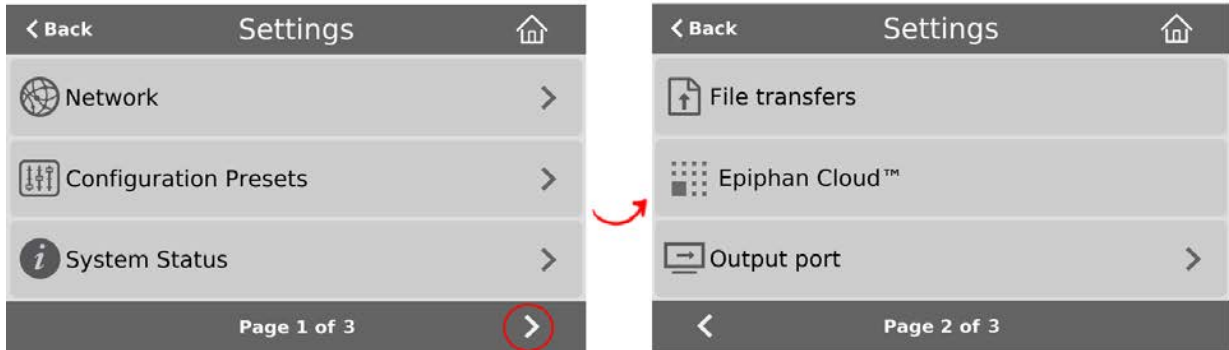 Back
Settings
Network
Configuration Presets
System Status
Page 1 of 3
Back
Settings
File transfers
Epiphan Cloud™
Output port
Page 2 of 3